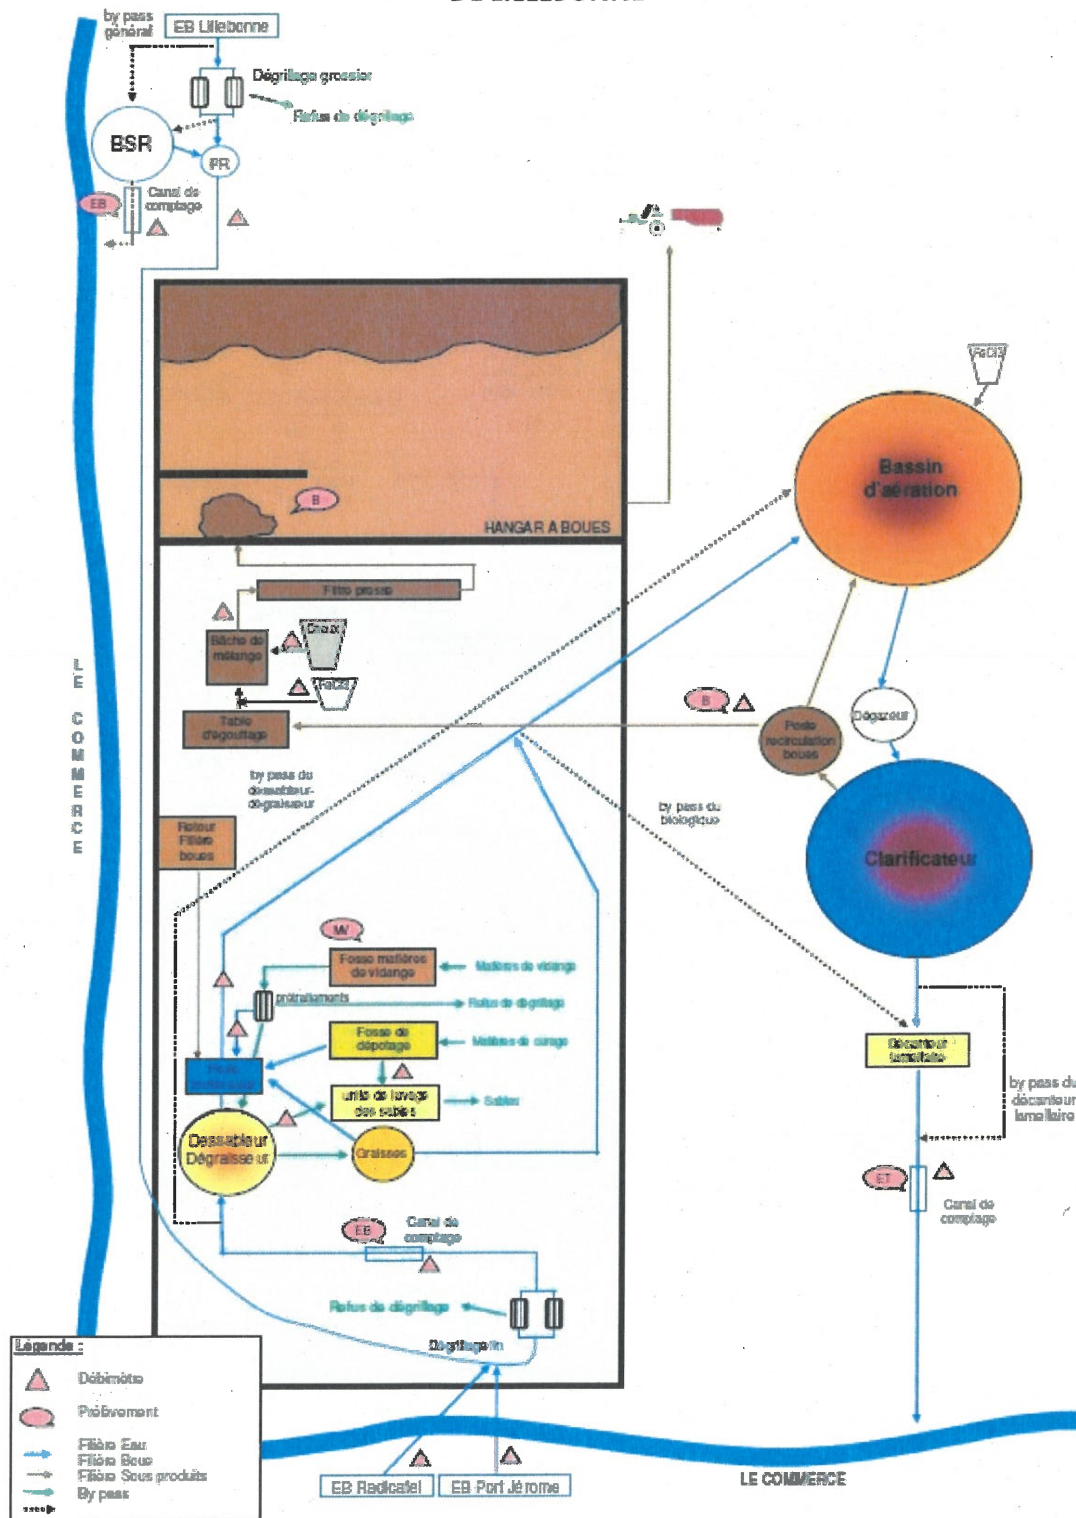 by pass
général
EB Lillebonne
Dégrillage grossier
Refus de dégrillage
BSR
PR
EB
Canal de
comptage
FeCl3
Bassin
d'aération
B
HANGAR A BOUES
Filtre presse
Chaux
Bâche de
mélange
FeCl3
B
Table
d'égouttage
Poste
recirculation
boues
Dégazeur
LE COMMERCE
by pass du
dessableur-
dégraisseur
by pass du
biologique
Retour
Filière
boues
Clarificateur
MV
Fosse matières
de vidange
Matières de vidange
prétraitements
Refus de dégrillage
Fosse de
dépotage
Matières de curage
Décanteur
lamellaire
unité de lavage
des sables
Sables
by pass du
décanteur
lamellaire
Dessableur
Dégraisseur
Graisses
ET
Canal de
comptage
EB
Canal de
comptage
Refus de dégrillage
Dégrillage fin
Légende :
Débimètre
Prélèvement
Filière Eau
Filière Boue
Filière Sous produits
By pass
EB Radicatel
EB Port Jérome
LE COMMERCE